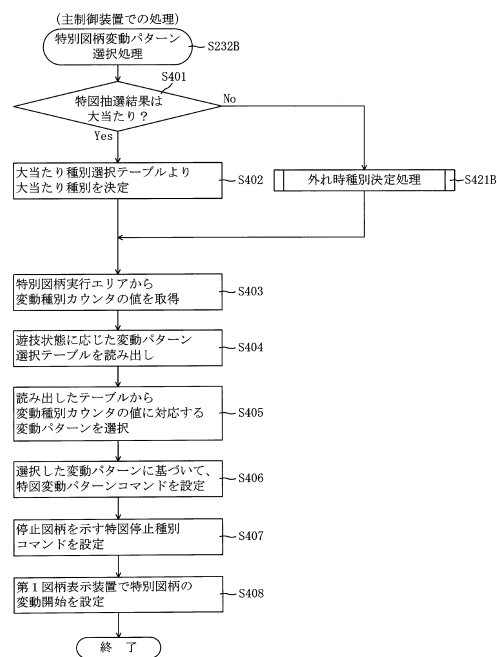 (主制御装置での処理)
特別図柄変動パターン
選択処理
S232B
S401
特図抽選結果は
大当たり？
No
Yes
大当たり種別選択テーブルより
大当たり種別を決定
S402
外れ時種別決定処理
S421B
特別図柄実行エリアから
変動種別カウンタの値を取得
S403
遊技状態に応じた変動パターン
選択テーブルを読み出し
S404
読み出したテーブルから
変動種別カウンタの値に対応する
変動パターンを選択
S405
選択した変動パターンに基づいて、
特図変動パターンコマンドを設定
S406
停止図柄を示す特図停止種別
コマンドを設定
S407
第１図柄表示装置で特別図柄の
変動開始を設定
S408
終 了